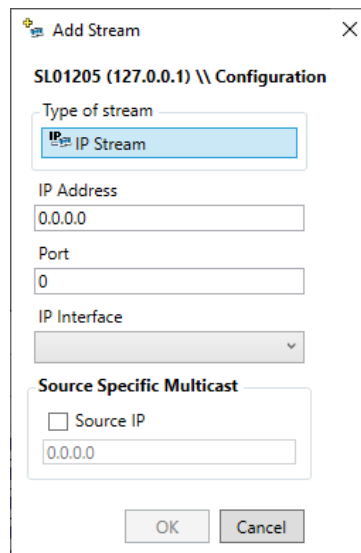 Add Stream
SL01205 (127.0.0.1) \\ Configuration
Type of stream
IP IP Stream
IP Address
0.0.0.0
Port
0
IP Interface
Source Specific Multicast
Source IP
0.0.0.0
OK Cancel